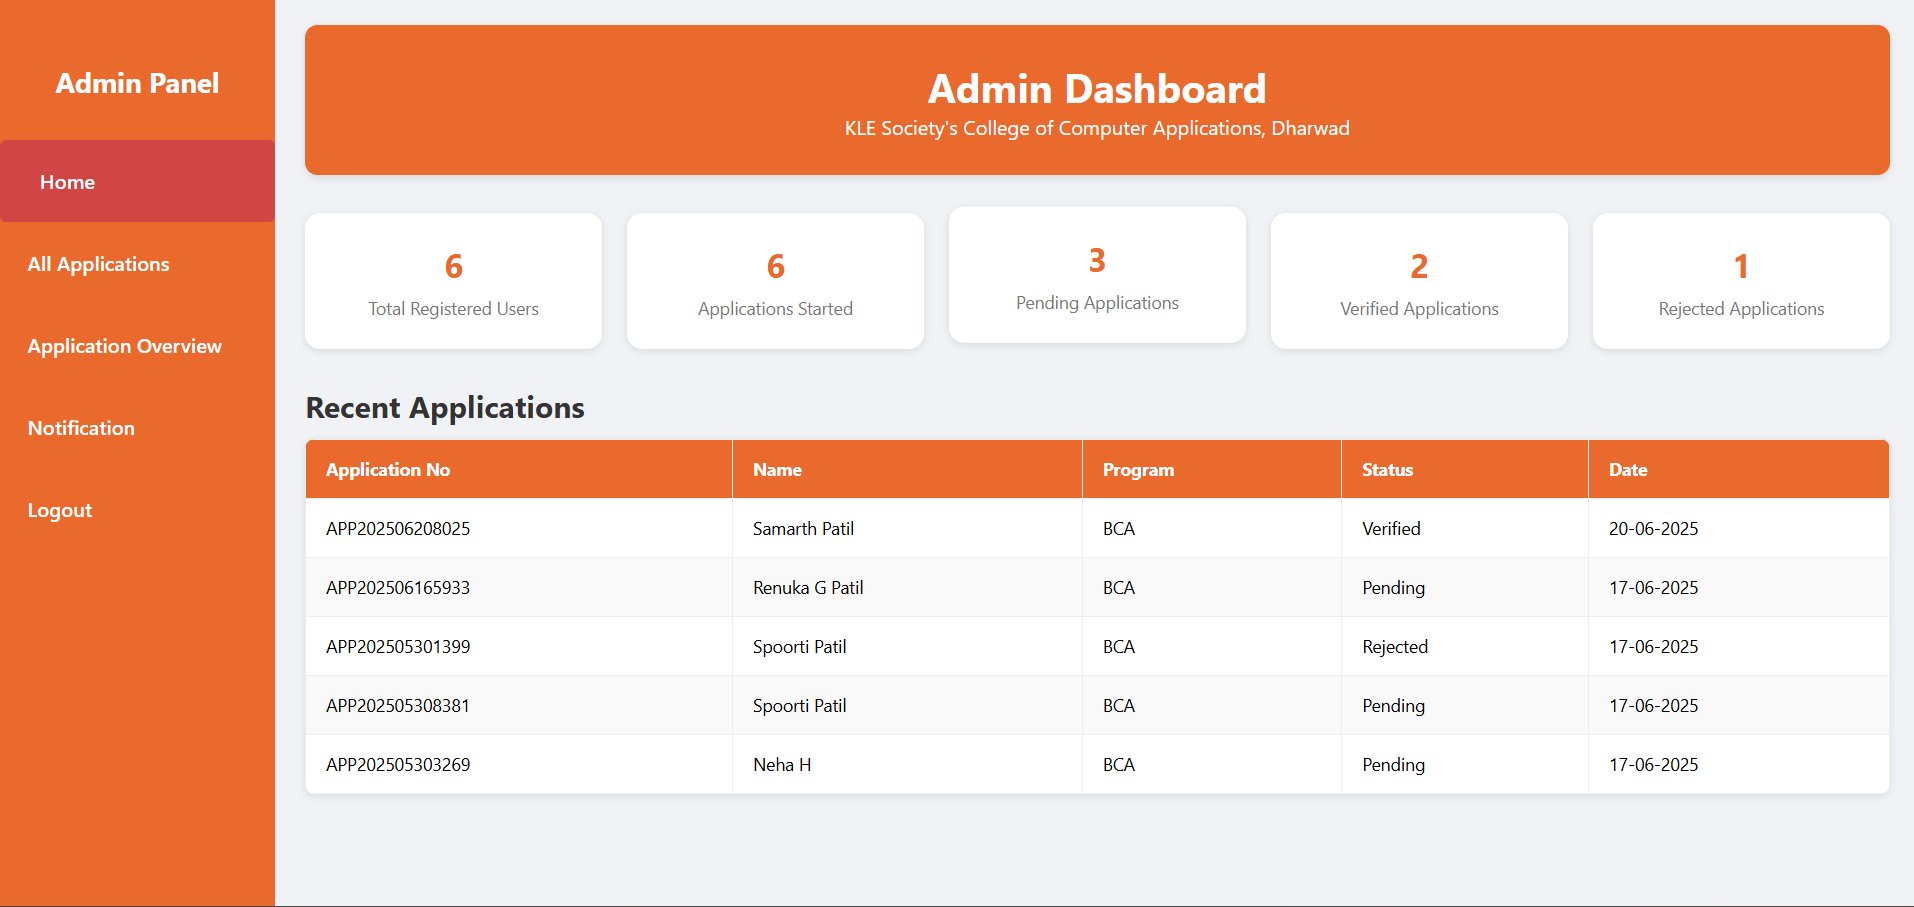 Admin Panel
Home
All Applications
Application Overview
Notification
Logout
Admin Dashboard
KLE Society's College of Computer Applications, Dharwad
6
Total Registered Users
6
Applications Started
3
Pending Applications
2
Verified Applications
1
Rejected Applications
Recent Applications
Application No Name Program Status Date
APP202506208025 Samarth Patil BCA Verified 20-06-2025
APP202506165933 Renuka G Patil BCA Pending 17-06-2025
APP202505301399 Spoorti Patil BCA Rejected 17-06-2025
APP202505308381 Spoorti Patil BCA Pending 17-06-2025
APP202505303269 Neha H BCA Pending 17-06-2025